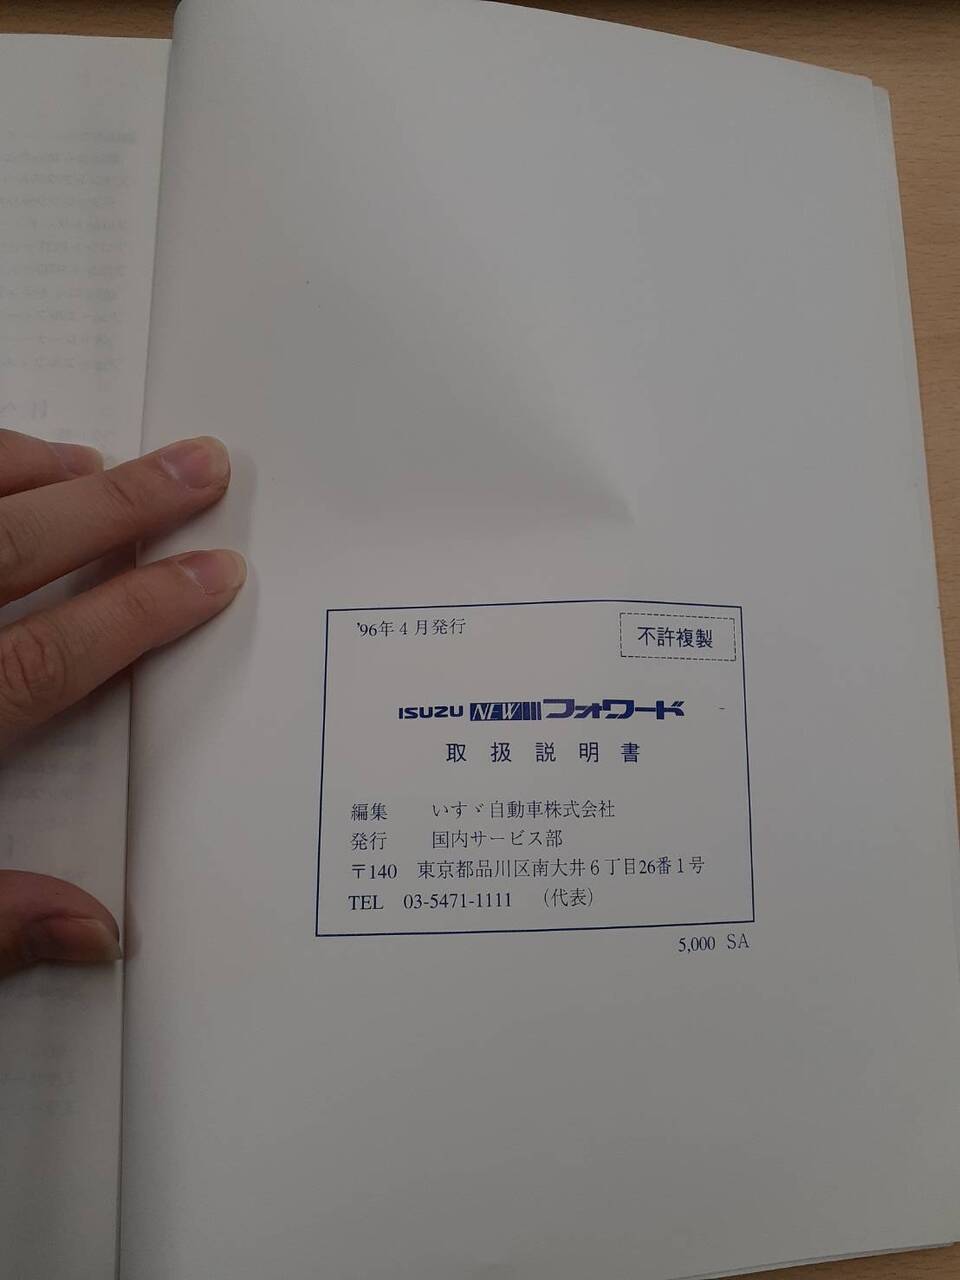 '96年4月発行
不許複製
ISUZU NEW フォワード
取扱説明書
編集 いすゞ自動車株式会社
発行 国内サービス部
〒140 東京都品川区南大井6丁目26番1号
TEL 03-5471-1111 （代表）
5,000 SA